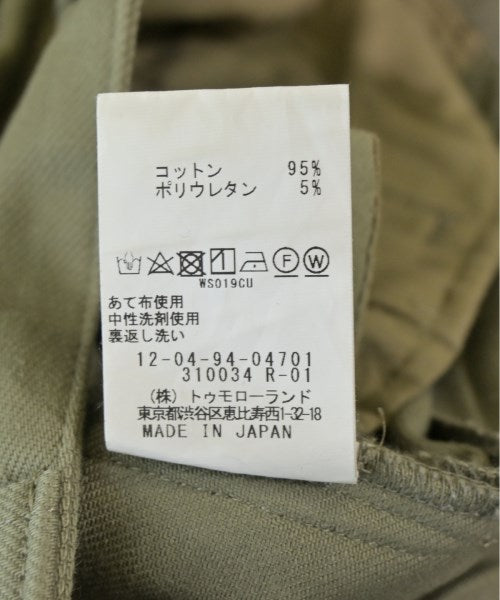 コットン 95%
ポリウレタン 5%
F W
WS019CU
あて布使用
中性洗剤使用
裏返し洗い
12-04-94-04701
310034 R-01
(株) トゥモローランド
東京都渋谷区恵比寿西1-32-18
MADE IN JAPAN